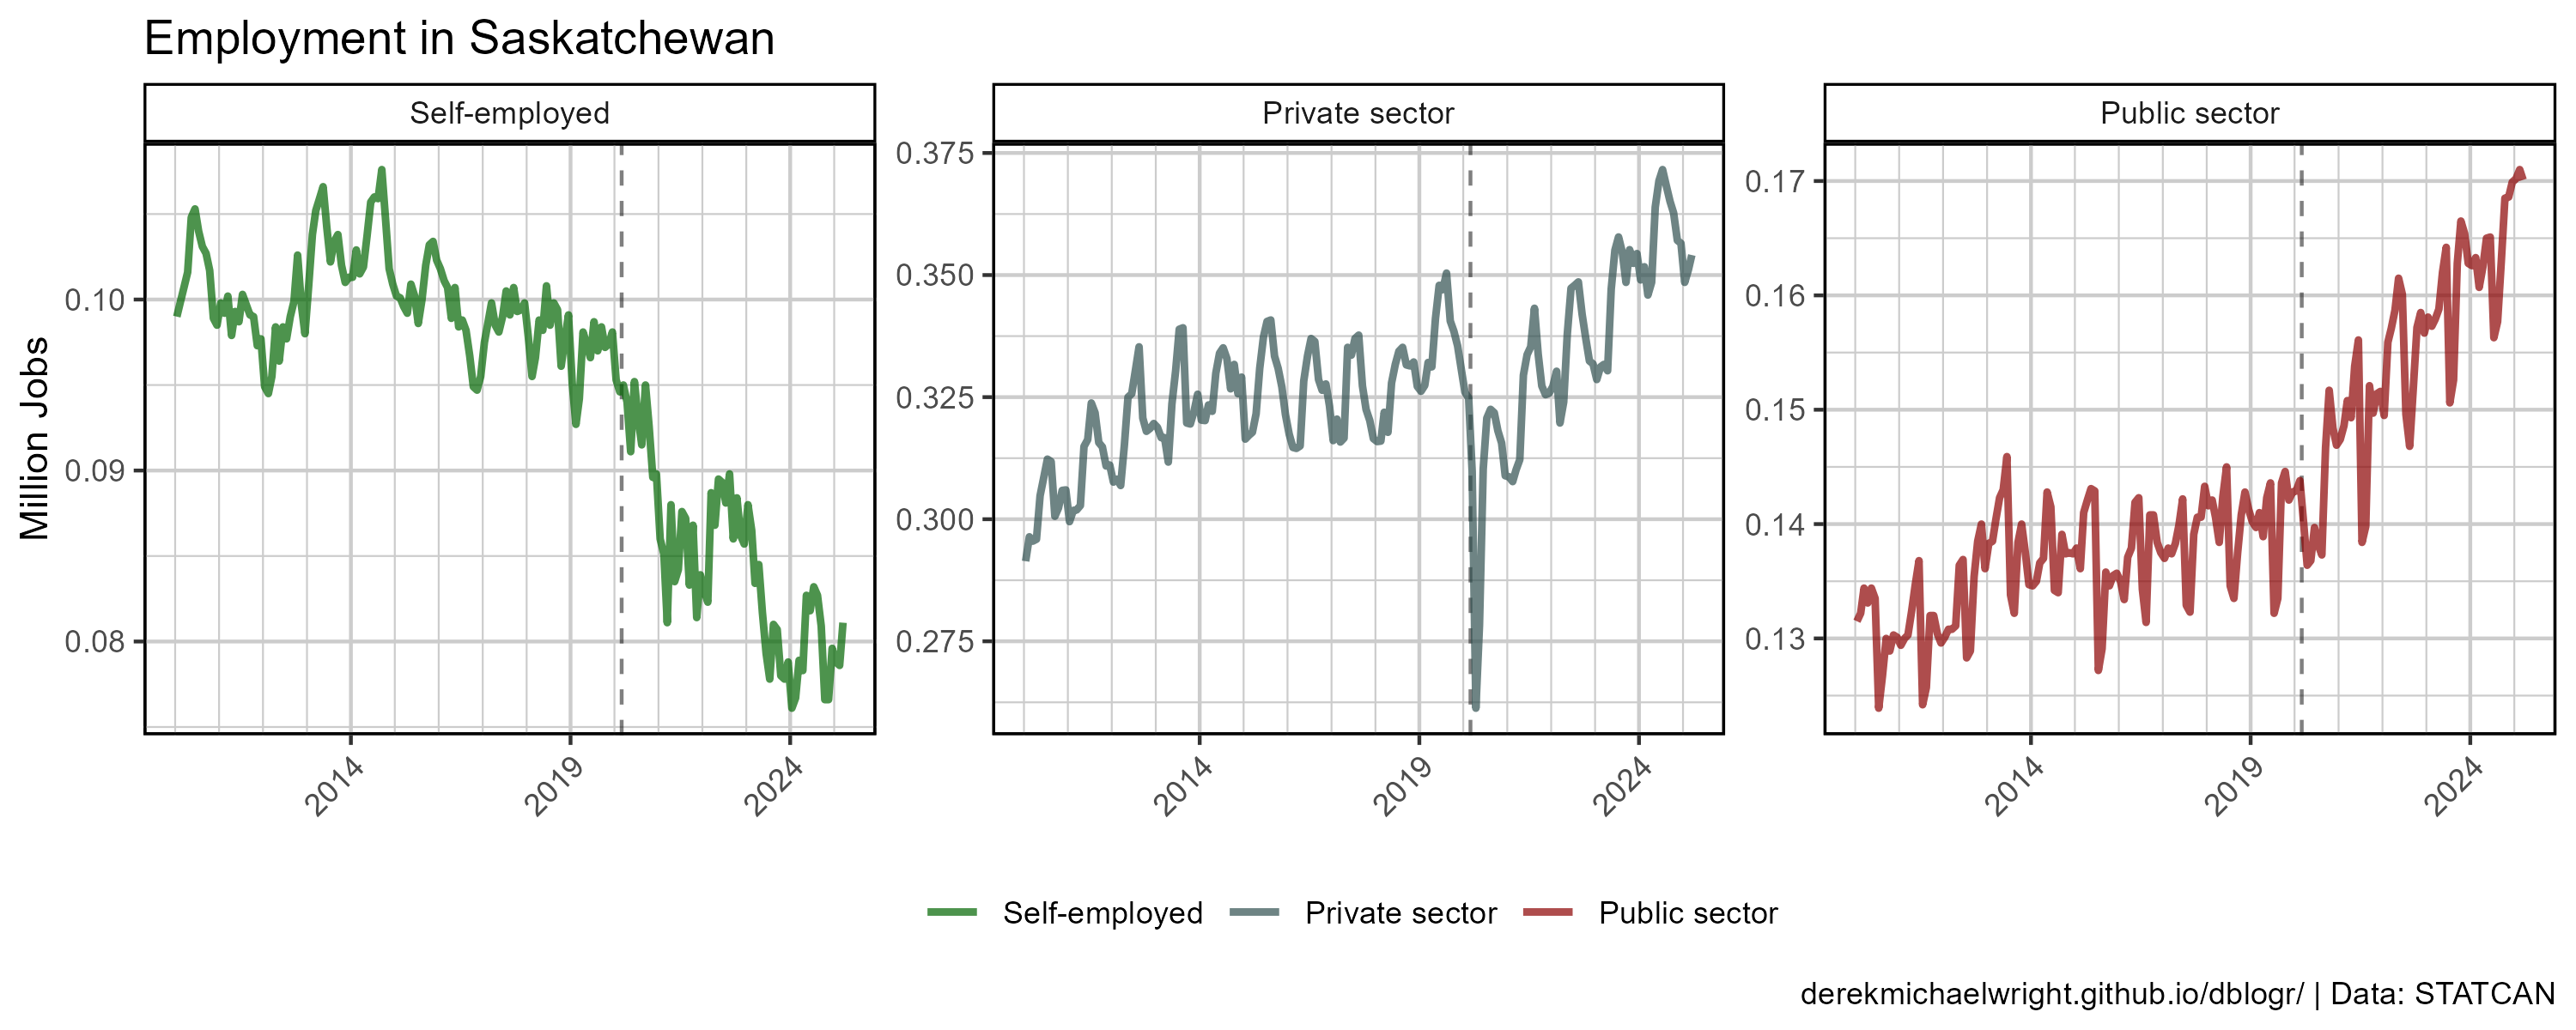 Employment in Saskatchewan
Self-employed
Private sector
Public sector
Million Jobs
0.10
0.09
0.08
0.375
0.350
0.325
0.300
0.275
0.17
0.16
0.15
0.14
0.13
2014
2019
2024
2014
2019
2024
2014
2019
2024
Self-employed
Private sector
Public sector
derekmichaelwright.github.io/dblogr/ | Data: STATCAN